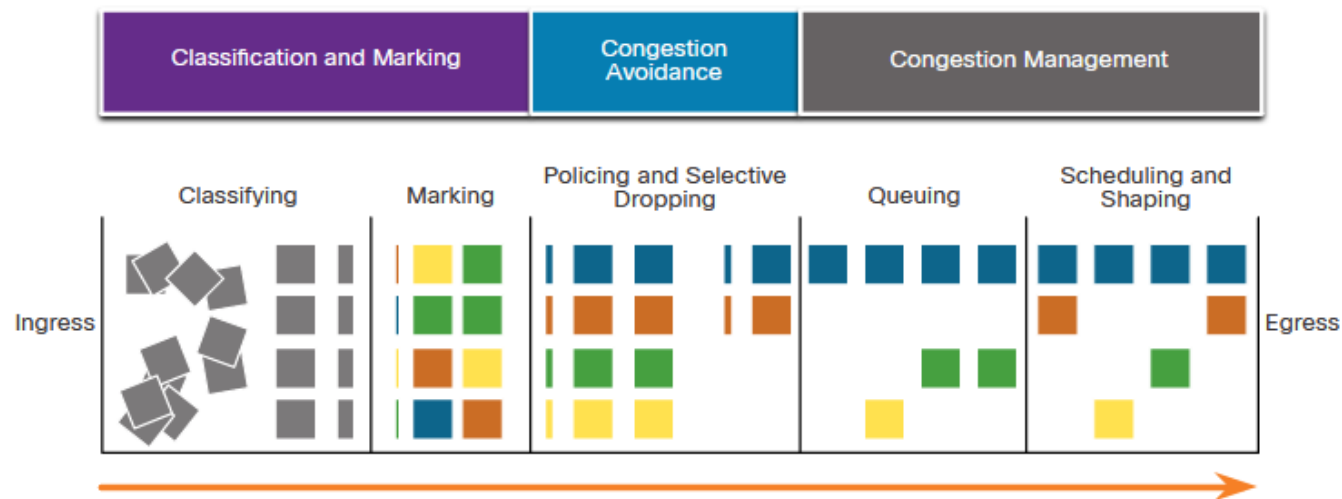 Classification and Marking
Congestion
Avoidance
Congestion Management
Classifying
Marking
Policing and Selective
Dropping
Queuing
Scheduling and
Shaping
Ingress
Egress